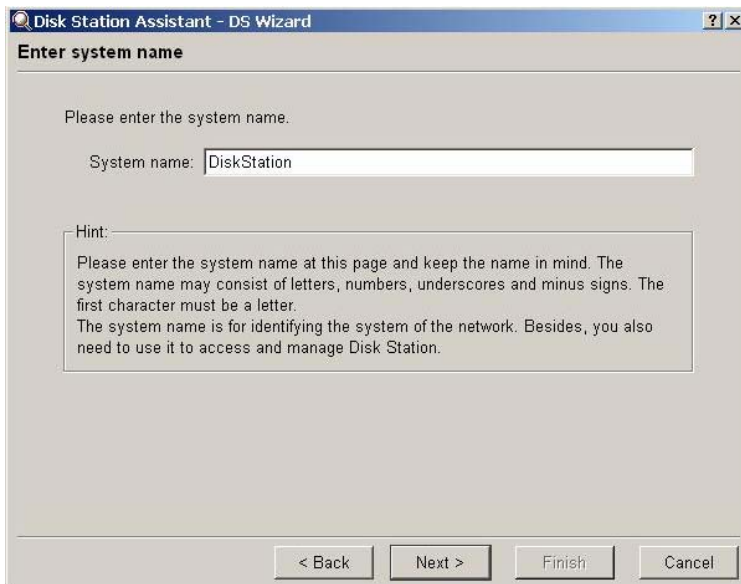 Disk Station Assistant - DS Wizard
Enter system name
Please enter the system name.
System name: DiskStation
Hint:
Please enter the system name at this page and keep the name in mind. The
system name may consist of letters, numbers, underscores and minus signs. The
first character must be a letter.
The system name is for identifying the system of the network. Besides, you also
need to use it to access and manage Disk Station.
< Back Next > Finish Cancel